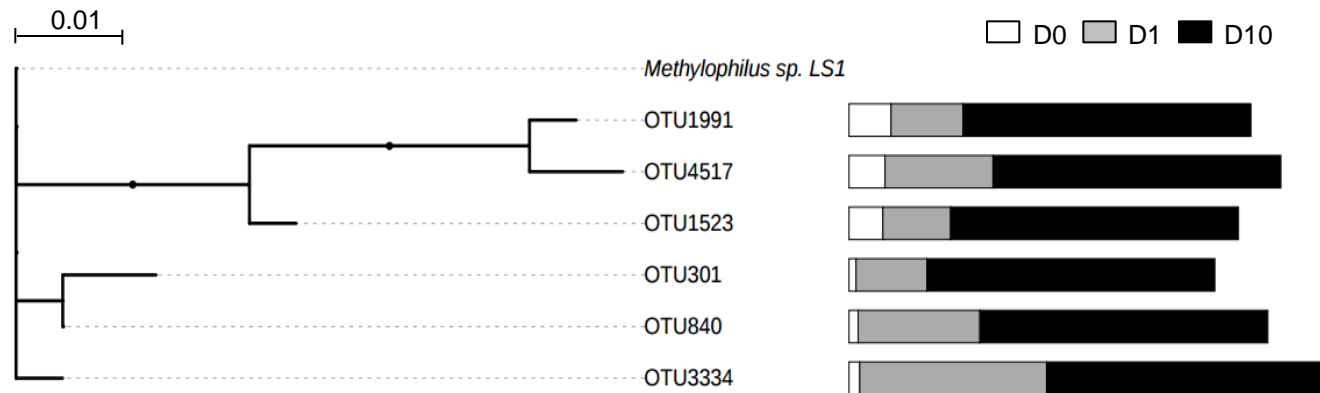 0.01
D0 D1 D10
Methylophilus sp. LS1
OTU1991
OTU4517
OTU1523
OTU301
OTU840
OTU3334